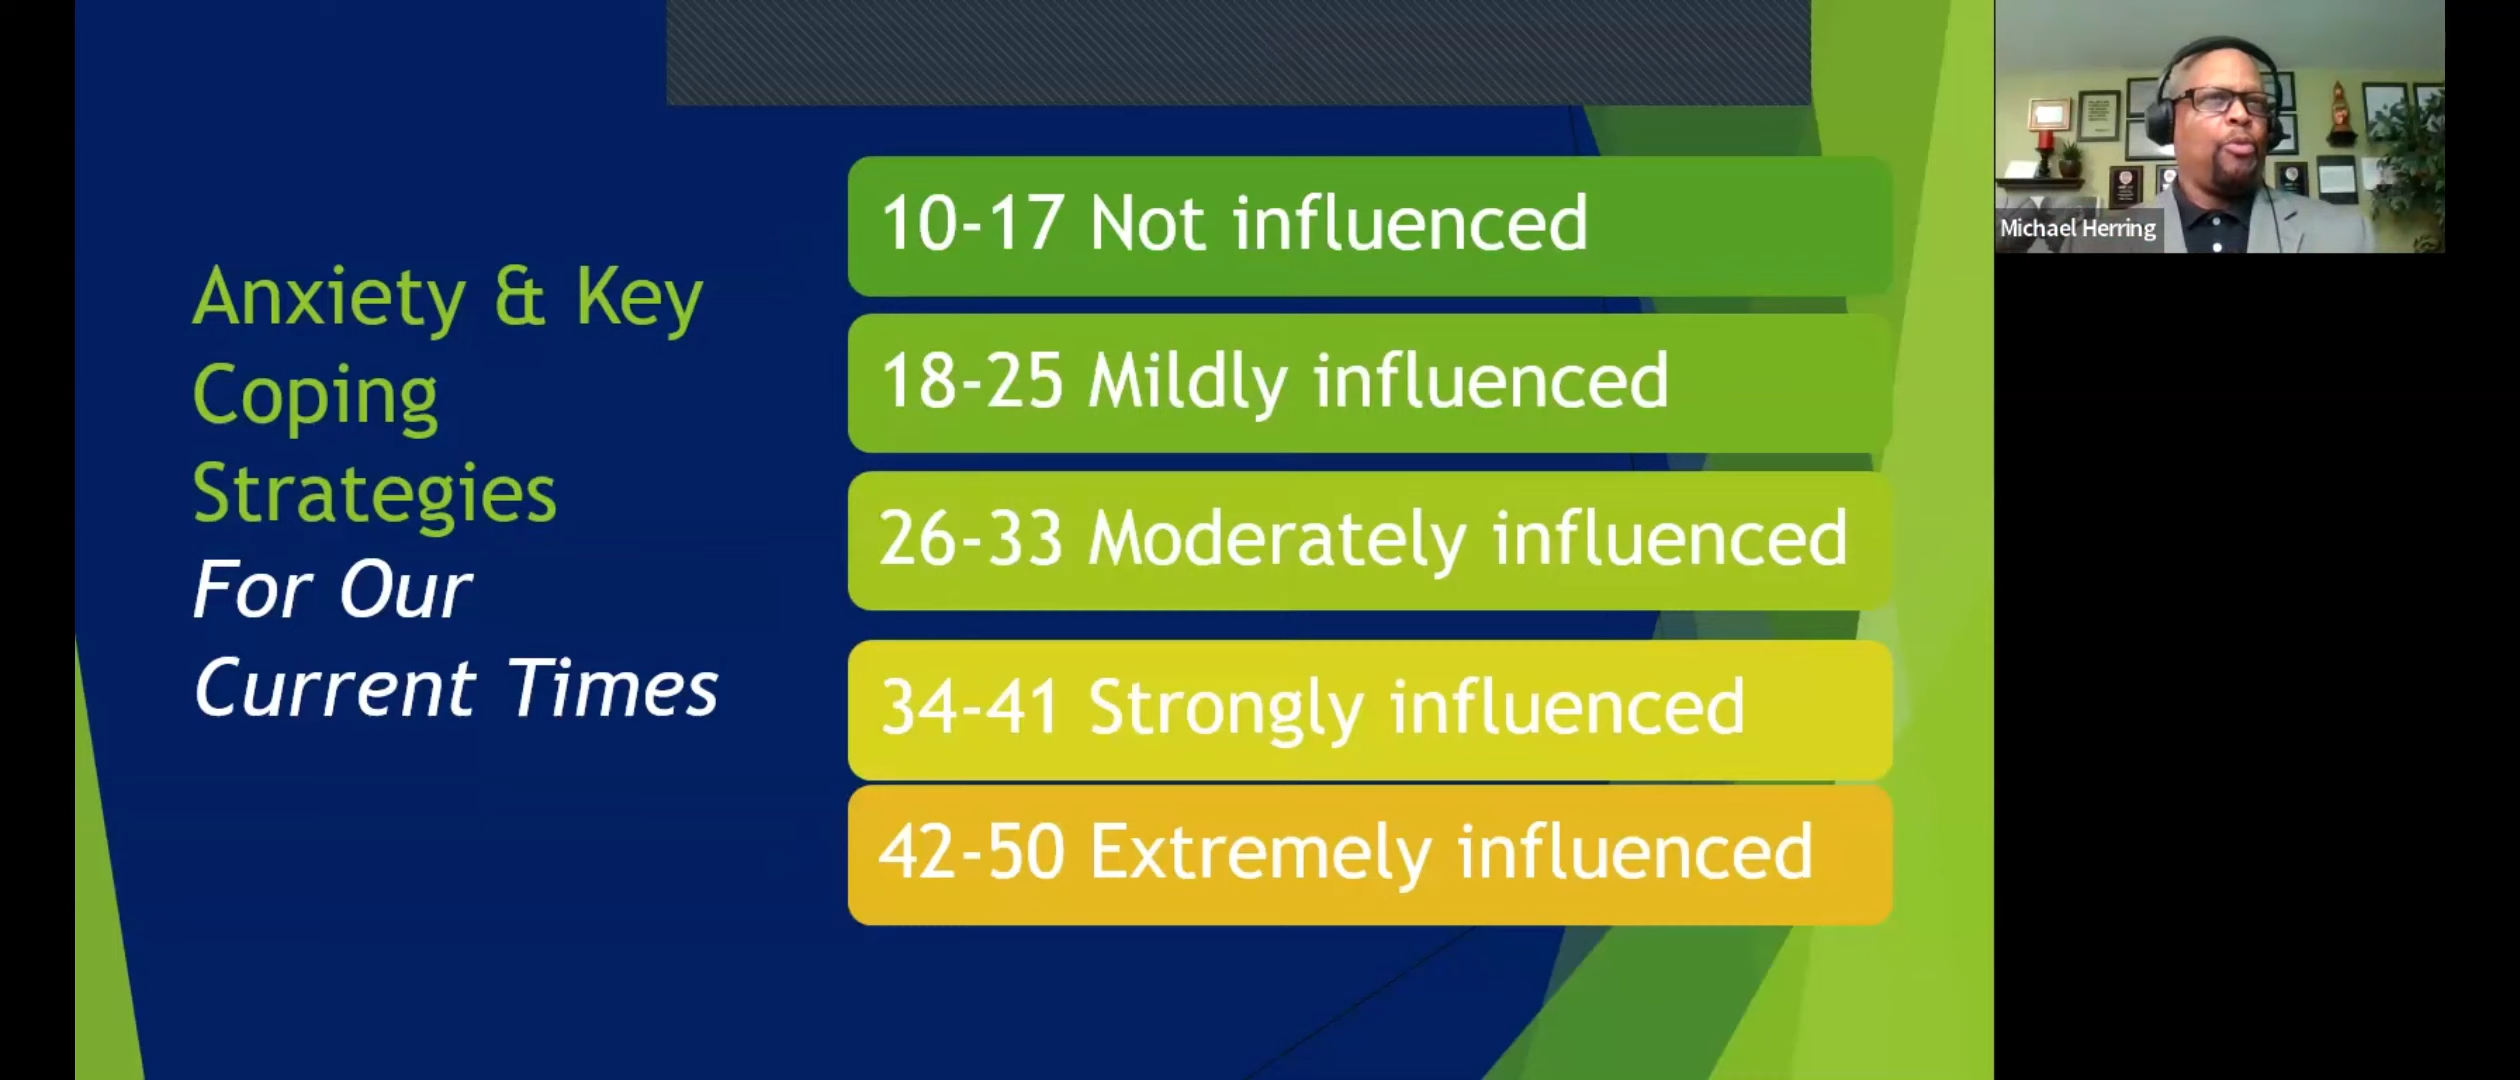 Anxiety & Key
Coping
Strategies
For Our
Current Times
10-17 Not influenced
18-25 Mildly influenced
26-33 Moderately influenced
34-41 Strongly influenced
42-50 Extremely influenced
Michael Herring